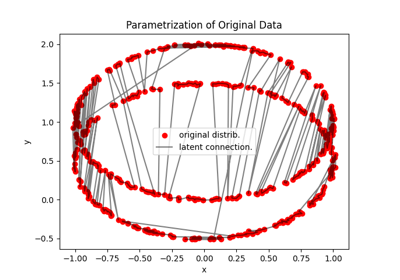 Parametrization of Original Data
2.0
1.5
1.0
0.5
0.0
−0.5
y
original distrib.
latent connection.
−1.00 −0.75 −0.50 −0.25 0.00 0.25 0.50 0.75 1.00
x